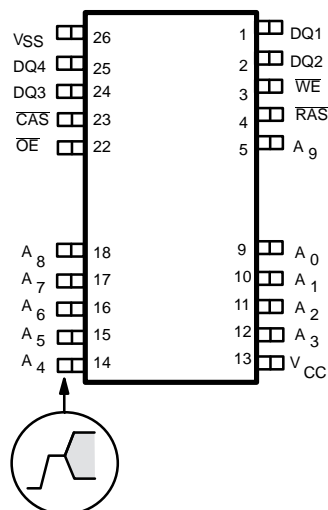 VSS 26 1 DQ1
DQ4 25 2 DQ2
DQ3 24 3 WE
CAS 23 4 RAS
OE 22 5 A9
A8 18 9 A0
A7 17 10 A1
A6 16 11 A2
A5 15 12 A3
A4 14 13 VCC